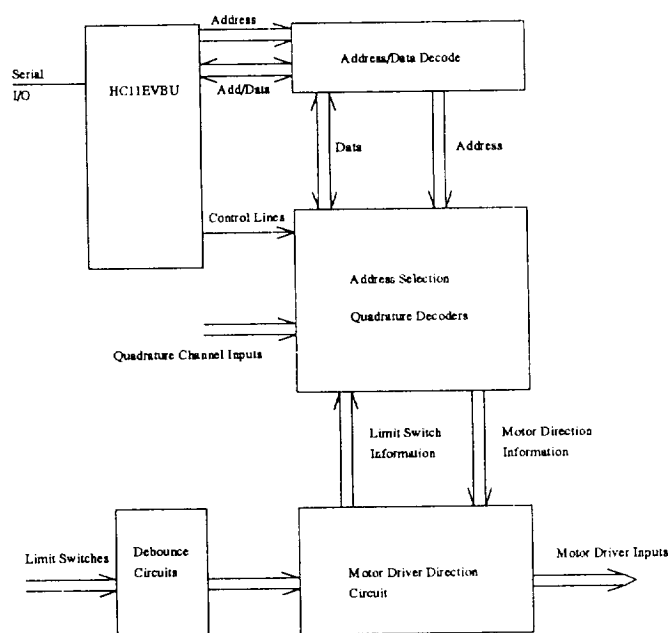 Address
Serial
I/O
HC11EVBU
Add/Data
Address/Data Decode
Data
Address
Control Lines
Address Selection
Quadrature Decoders
Quadrature Channel Inputs
Limit Switch
Information
Motor Direction
Information
Limit Switches
Debounce
Circuits
Motor Driver Direction
Circuit
Motor Driver Inputs